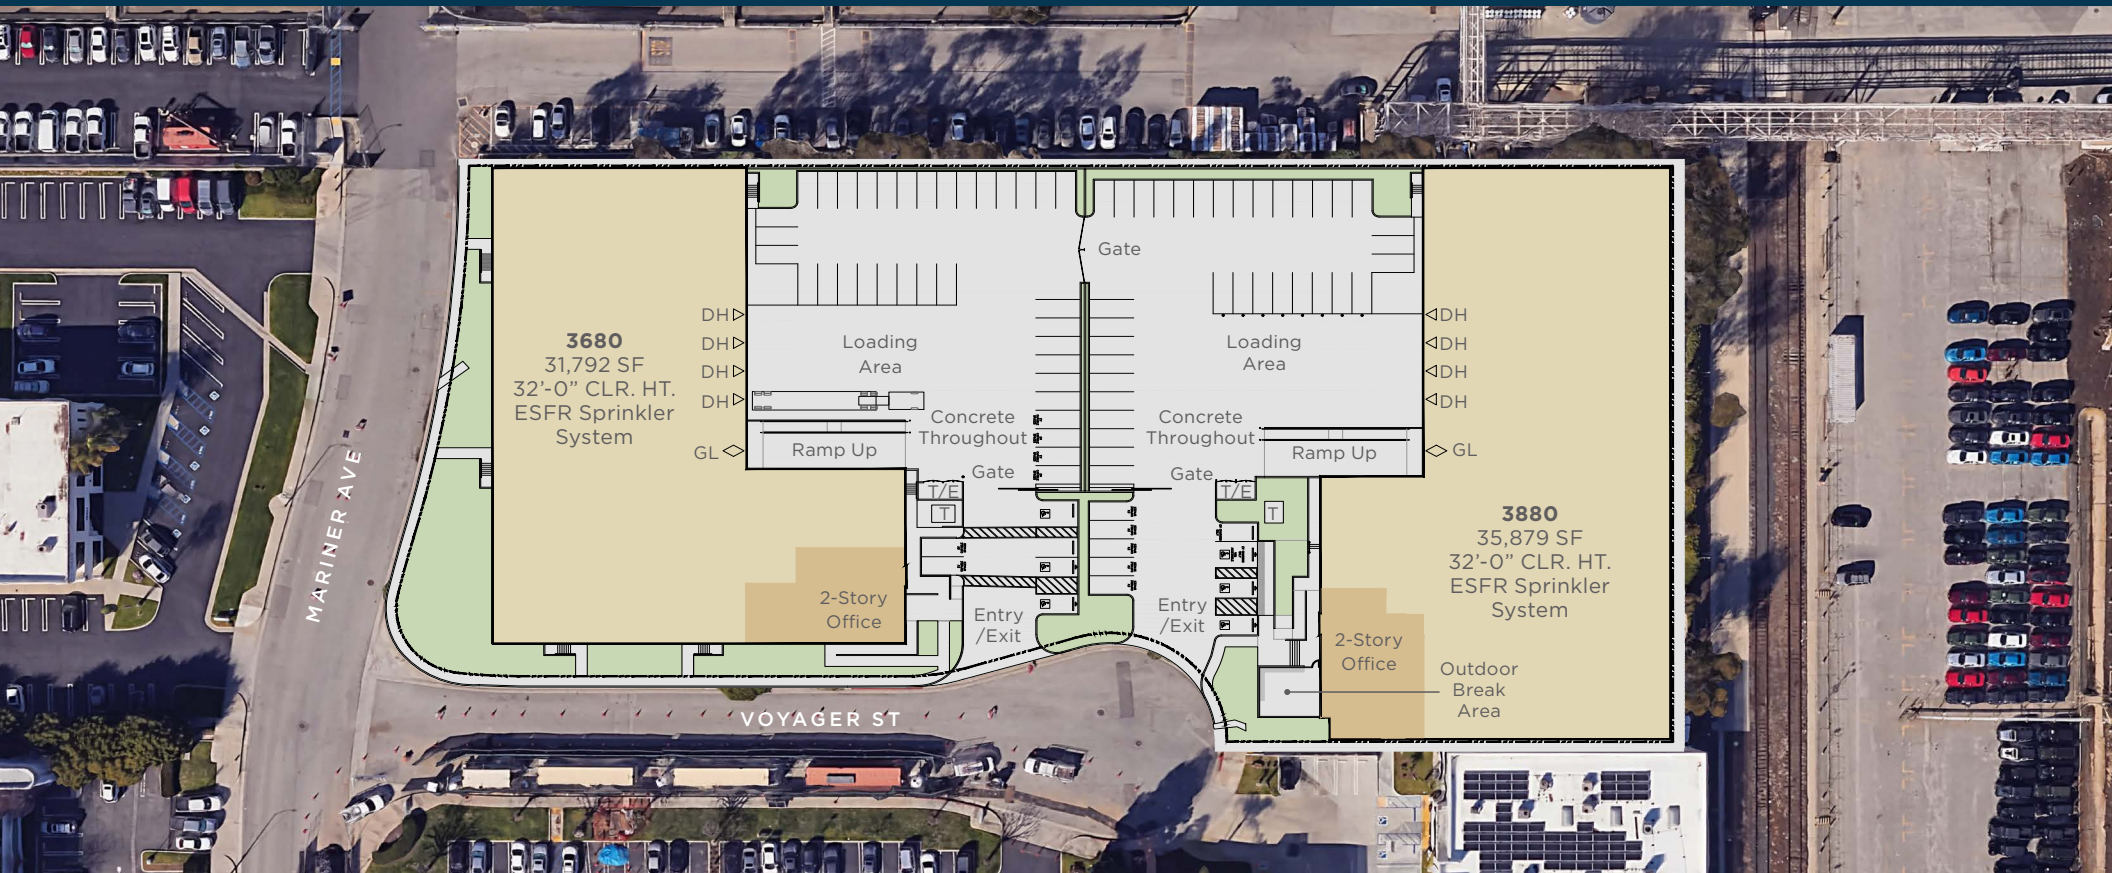 Gate
3680
31,792 SF
32’-0” CLR. HT.
ESFR Sprinkler
System
DH
DH
DH
DH
GL
Loading
Area
Concrete
Throughout
Ramp Up
Gate
T/E
T
2-Story
Office
Entry
/Exit
Loading
Area
Concrete
Throughout
Ramp Up
Gate
T/E
T
Entry
/Exit
DH
DH
DH
DH
GL
3880
35,879 SF
32’-0” CLR. HT.
ESFR Sprinkler
System
2-Story
Office
Outdoor
Break
Area
MARINER AVE
VOYAGER ST